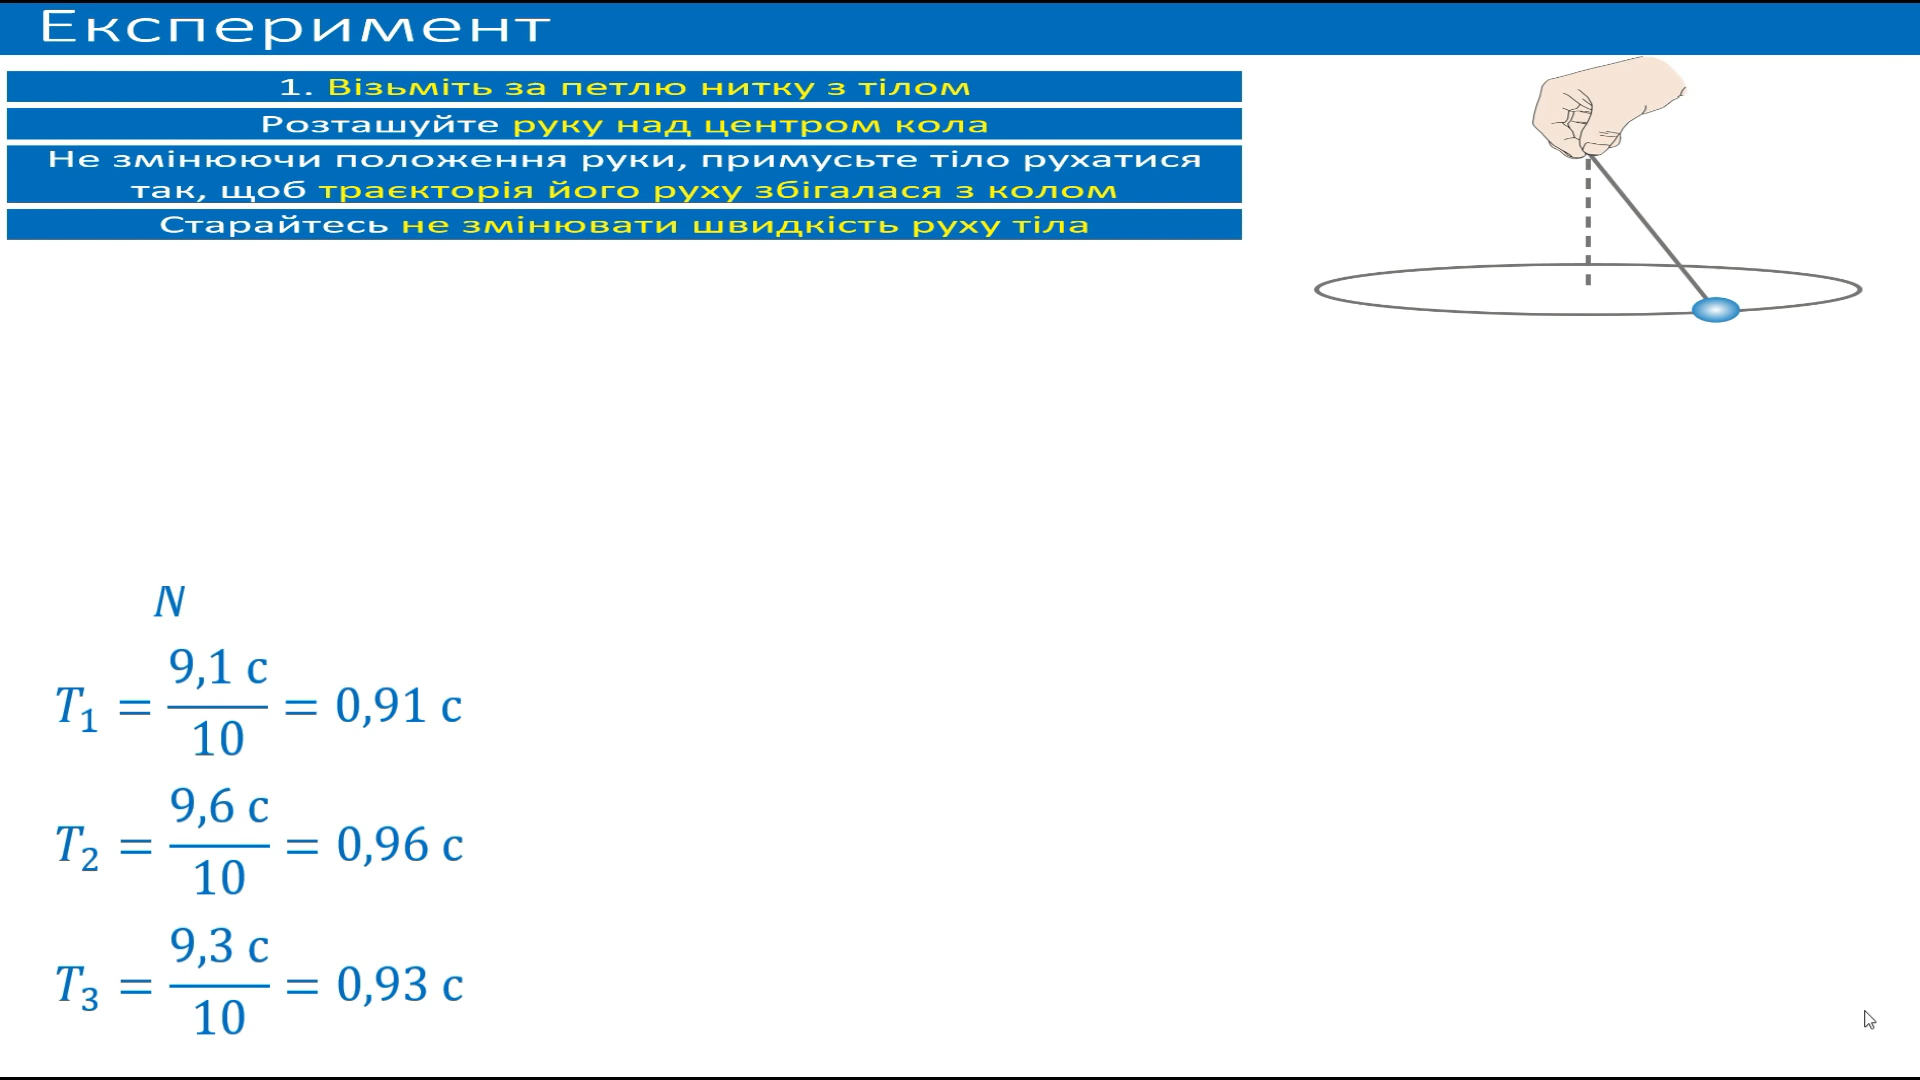 Експеримент
1. Візьміть за петлю нитку з тілом
Розташуйте руку над центром кола
Не змінюючи положення руки, примусьте тіло рухатися
так, щоб траєкторія його руху збігалася з колом
Старайтесь не змінювати швидкість руху тіла
N
T₁ = 9,1 с / 10 = 0,91 с
T₂ = 9,6 с / 10 = 0,96 с
T₃ = 9,3 с / 10 = 0,93 с